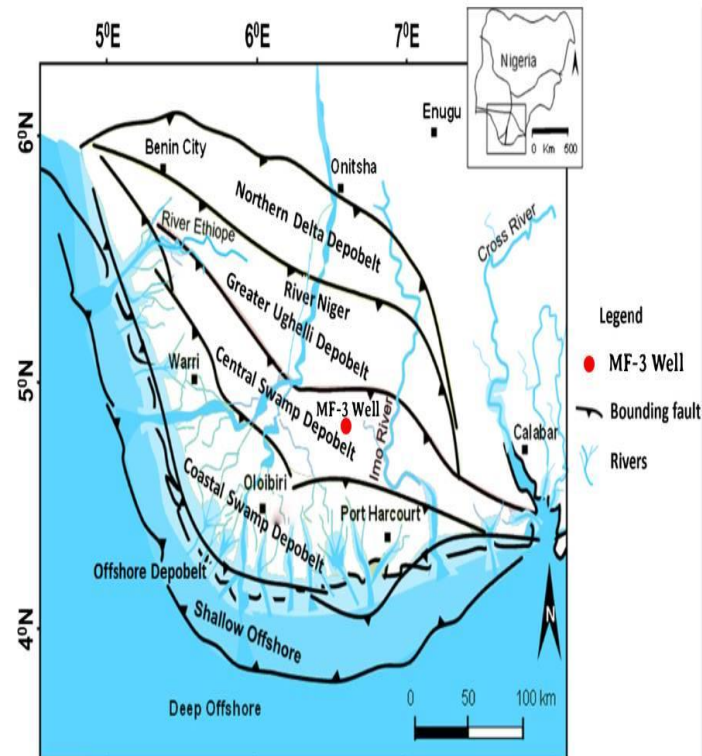 5⁰E
6⁰E
7⁰E
6⁰N
5⁰N
4⁰N
Nigeria
0 Km 500
Enugu
Benin City
Onitsha
Northern Delta Depobelt
River Ethiope
River Niger
Greater Ughelli Depobelt
Cross River
Warri
Central Swamp Depobelt
MF-3 Well
Imo River
Calabar
Coastal Swamp Depobelt
Oloibiri
Port Harcourt
Offshore Depobelt
Shallow Offshore
Deep Offshore
N
0 50 100 km
Legend
MF-3 Well
Bounding fault
Rivers